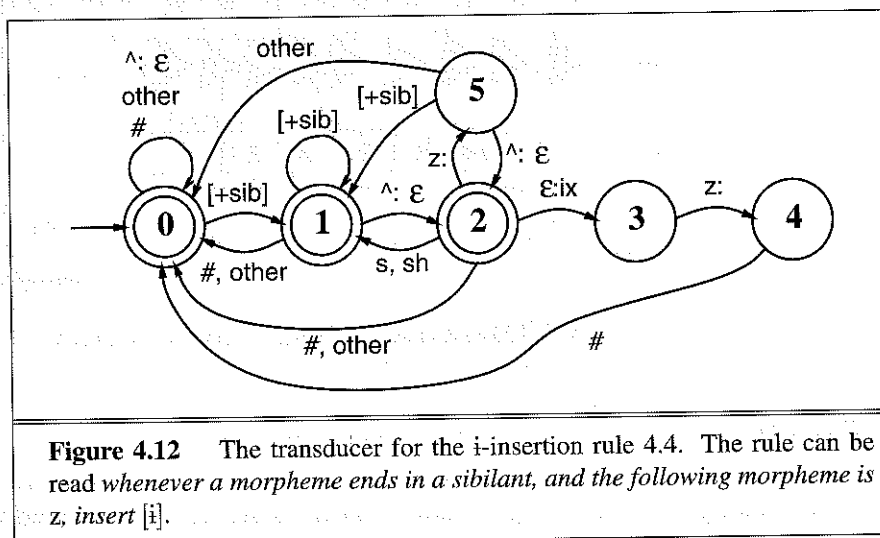 ^: ε
other
other
#
[+sib]
[+sib]
5
z:
^: ε
[+sib]
^: ε
ε:ix
z:
0
1
2
3
4
#, other
s, sh
#, other
#
Figure 4.12 The transducer for the ɨ-insertion rule 4.4. The rule can be
read whenever a morpheme ends in a sibilant, and the following morpheme is
z, insert [ɨ].